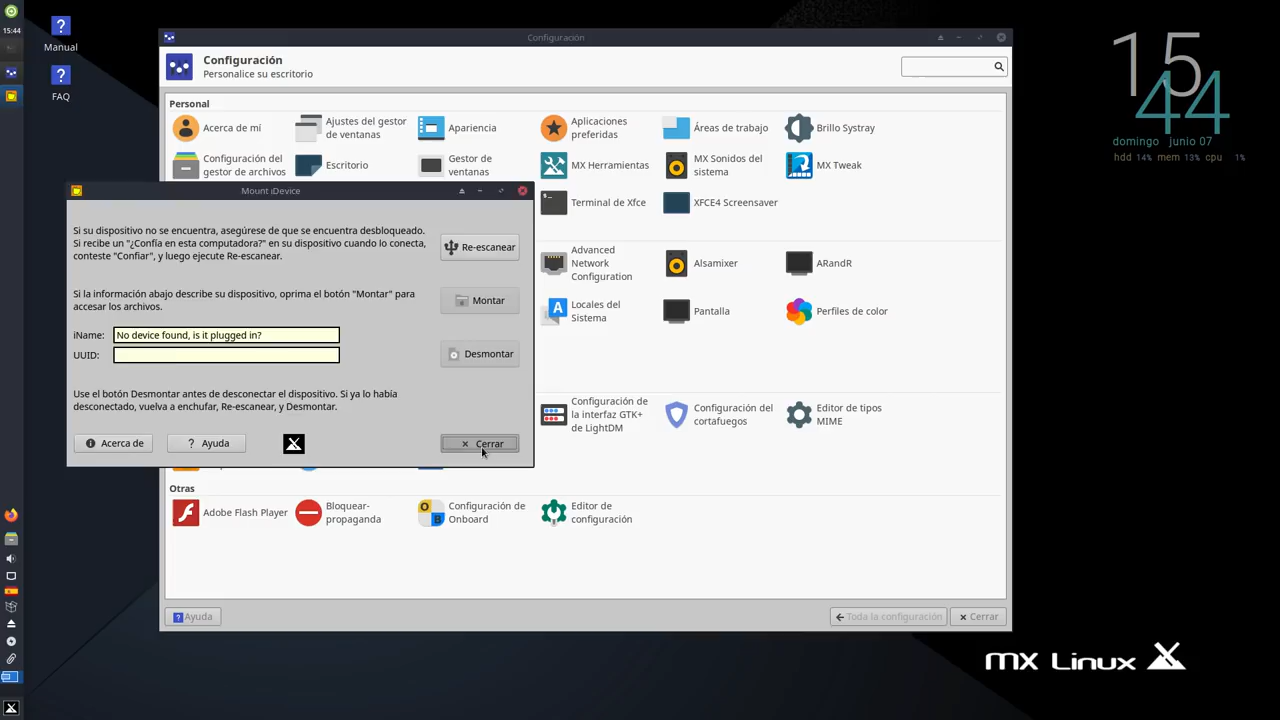 15:44
Manual
FAQ
Configuración
Configuración
Personalice su escritorio
Personal
Acerca de mí
Ajustes del gestor
de ventanas
Apariencia
Aplicaciones
preferidas
Áreas de trabajo
Brillo Systray
Configuración del
gestor de archivos
Escritorio
Gestor de
ventanas
MX Herramientas
MX Sonidos del
sistema
MX Tweak
Terminal de Xfce
XFCE4 Screensaver
Advanced
Network
Configuration
Alsamixer
ARandR
Locales del
Sistema
Pantalla
Perfiles de color
Configuración de
la interfaz GTK+
de LightDM
Configuración del
cortafuegos
Editor de tipos
MIME
Otras
Adobe Flash Player
Bloquear-
propaganda
Configuración de
Onboard
Editor de
configuración
Ayuda
Toda la configuración
Cerrar
Mount iDevice
Si su dispositivo no se encuentra, asegúrese de que se encuentra desbloqueado.
Si recibe un "¿Confía en esta computadora?" en su dispositivo cuando lo conecta,
conteste "Confiar", y luego ejecute Re-escanear.
Re-escanear
Si la información abajo describe su dispositivo, oprima el botón "Montar" para
accesar los archivos.
Montar
iName: No device found, is it plugged in?
UUID:
Desmontar
Use el botón Desmontar antes de desconectar el dispositivo. Si ya lo habia
desconectado, vuelva a enchufar, Re-escanear, y Desmontar.
Acerca de
Ayuda
Cerrar
15
44
domingo junio 07
hdd 14% mem 13% cpu 1%
MX Linux